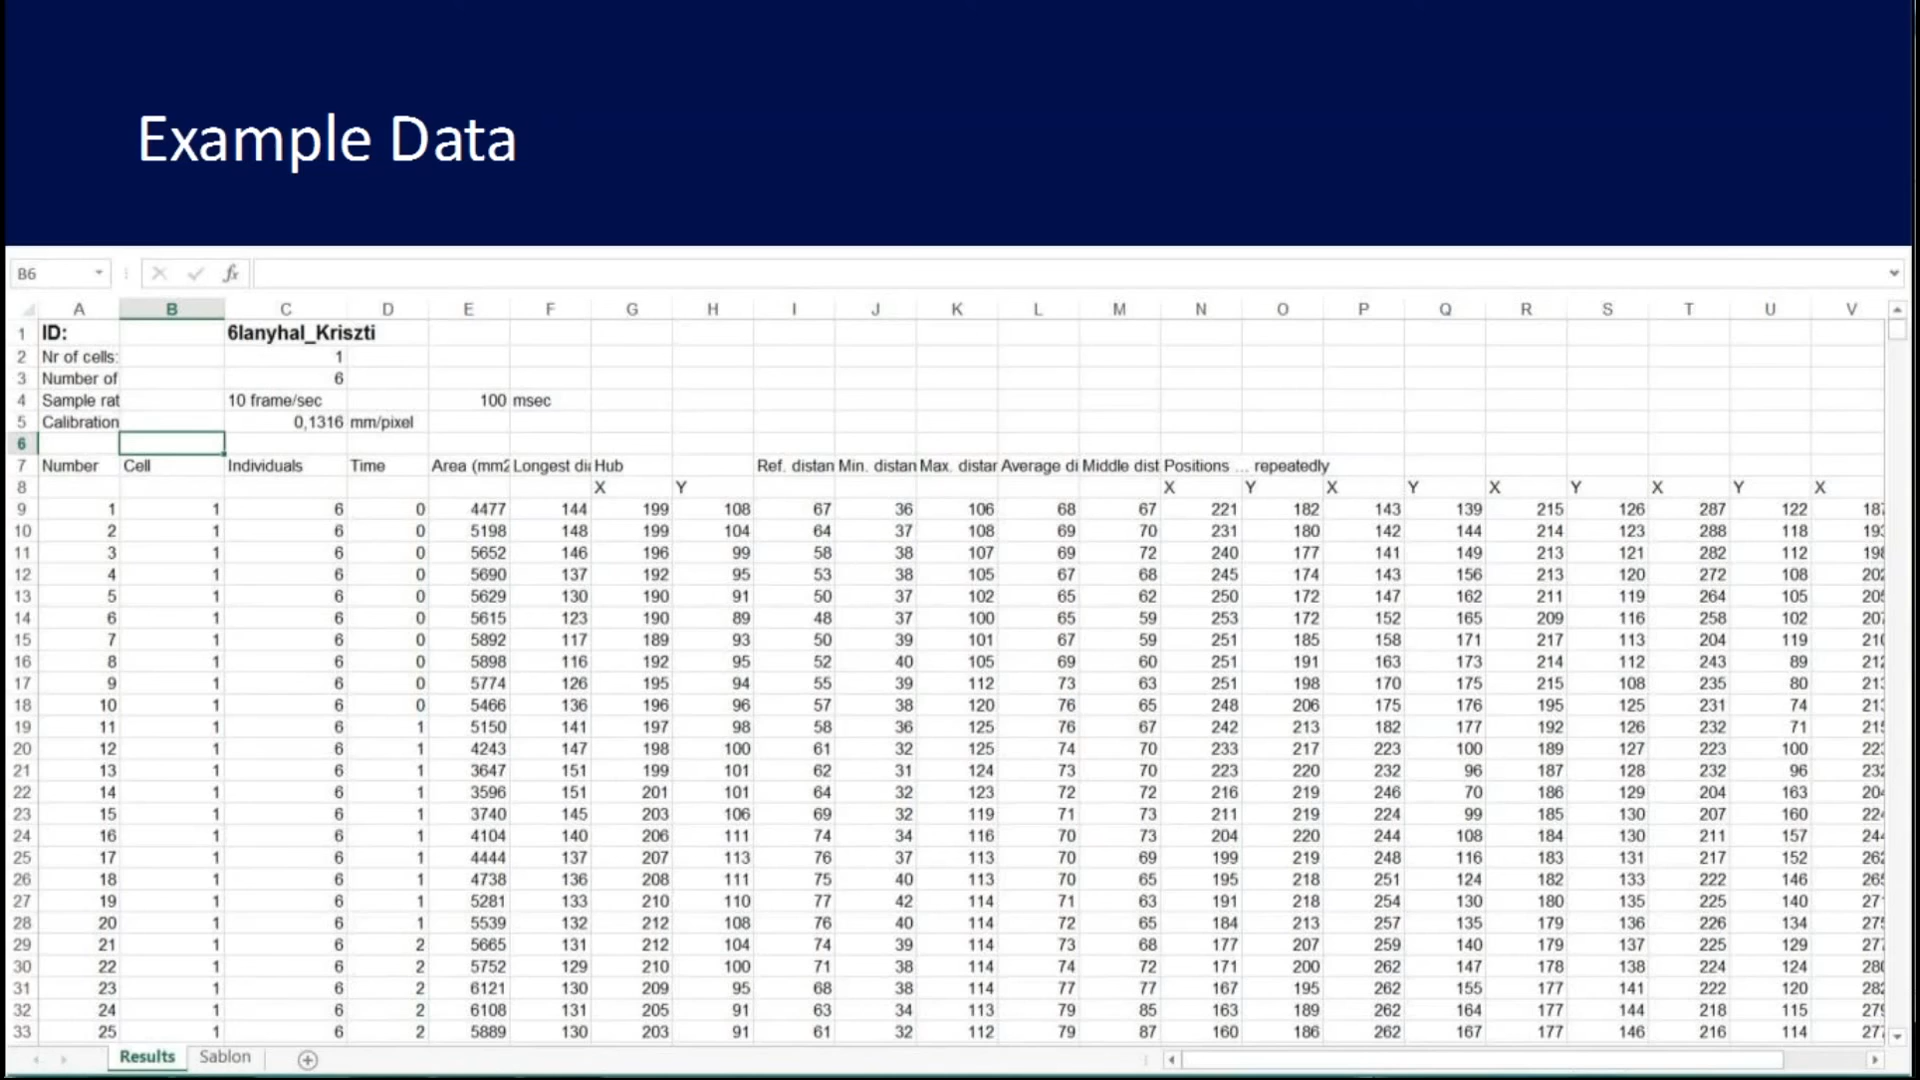 Example Data
B6 fx
A B C D E F G H I J K L M N O P Q R S T U V
1 ID: 6lanyhal_Kriszti
2 Nr of cells: 1
3 Number of 6
4 Sample rat 10 frame/sec 100 msec
5 Calibration 0,1316 mm/pixel
6
7 Number Cell Individuals Time Area (mm2 Longest di Hub Ref. distan Min. distan Max. distar Average di Middle dist Positions ... repeatedly
8 X Y X Y X Y X Y X Y X
9 1 1 6 0 4477 144 199 108 67 36 106 68 67 221 182 143 139 215 126 287 122 187
10 2 1 6 0 5198 148 199 104 64 37 108 69 70 231 180 142 144 214 123 288 118 193
11 3 1 6 0 5652 146 196 99 58 38 107 69 72 240 177 141 149 213 121 282 112 198
12 4 1 6 0 5690 137 192 95 53 38 105 67 68 245 174 143 156 213 120 272 108 202
13 5 1 6 0 5629 130 190 91 50 37 102 65 62 250 172 147 162 211 119 264 105 205
14 6 1 6 0 5615 123 190 89 48 37 100 65 59 253 172 152 165 209 116 258 102 207
15 7 1 6 0 5892 117 189 93 50 39 101 67 59 251 185 158 171 217 113 204 119 210
16 8 1 6 0 5898 116 192 95 52 40 105 69 60 251 191 163 173 214 112 243 89 212
17 9 1 6 0 5774 126 195 94 55 39 112 73 63 251 198 170 175 215 108 235 80 213
18 10 1 6 0 5466 136 196 96 57 38 120 76 65 248 206 175 176 195 125 231 74 213
19 11 1 6 1 5150 141 197 98 58 36 125 76 67 242 213 182 177 192 126 232 71 215
20 12 1 6 1 4243 147 198 100 61 32 125 74 70 233 217 223 100 189 127 223 100 223
21 13 1 6 1 3647 151 199 101 62 31 124 73 70 223 220 232 96 187 128 232 96 232
22 14 1 6 1 3596 151 201 101 64 32 123 72 72 216 219 246 70 186 129 204 163 204
23 15 1 6 1 3740 145 203 106 69 32 119 71 73 211 219 224 99 185 130 207 160 224
24 16 1 6 1 4104 140 206 111 74 34 116 70 73 204 220 244 108 184 130 211 157 244
25 17 1 6 1 4444 137 207 113 76 37 113 70 69 199 219 248 116 183 131 217 152 262
26 18 1 6 1 4738 136 208 111 75 40 113 70 65 195 218 251 124 182 133 222 146 265
27 19 1 6 1 5281 133 210 110 77 42 114 71 63 191 218 254 130 180 135 225 140 271
28 20 1 6 1 5539 132 212 108 76 40 114 72 65 184 213 257 135 179 136 226 134 275
29 21 1 6 2 5665 131 212 104 74 39 114 73 68 177 207 259 140 179 137 225 129 277
30 22 1 6 2 5752 129 210 100 71 38 114 74 72 171 200 262 147 178 138 224 124 280
31 23 1 6 2 6121 130 209 95 68 38 114 77 77 167 195 262 155 177 141 222 120 282
32 24 1 6 2 6108 131 205 91 63 34 113 79 85 163 189 262 164 177 144 218 115 279
33 25 1 6 2 5889 130 203 91 61 32 112 79 87 160 186 262 167 177 146 216 114 277
Results Sablon